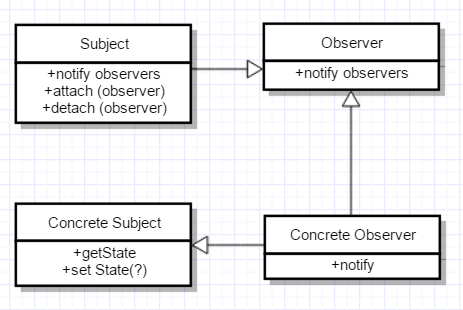 Subject
+notify observers
+attach (observer)
+detach (observer)
Observer
+notify observers
Concrete Subject
+getState
+set State(?)
Concrete Observer
+notify